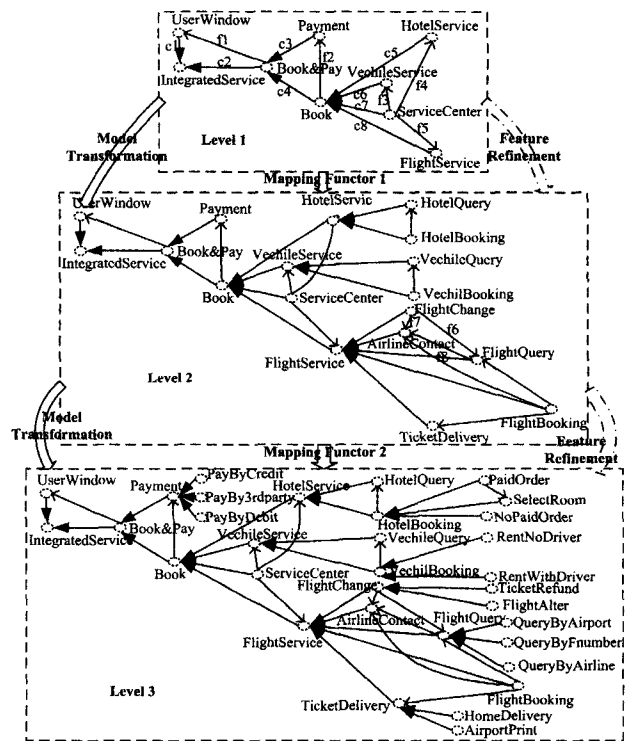 UserWindow
Payment
HotelService
c1
f1
c3
f2
c5
c2
Book&Pay
VechileService
f4
IntegratedService
c4
c6
f3
c7
ServiceCenter
Book
c8
f5
Level 1
FlightService
Model
Transformation
Feature
Refinement
Mapping Functor 1
UserWindow
Payment
HotelServic
HotelQuery
Book&Pay
VechileService
HotelBooking
IntegratedService
VechileQuery
Book
ServiceCenter
VechilBooking
FlightChange
f7
f6
AirlineContact
FlightService
f8
FlightQuery
Level 2
FlightBooking
TicketDelivery
Model
Transformation
Feature
Refinement
Mapping Functor 2
UserWindow
Payment
PayByCredit
HotelService
HotelQuery
PaidOrder
PayBy3rdparty
SelectRoom
PayByDebit
NoPaidOrder
Book&Pay
HotelBooking
IntegratedService
VechileService
VechileQuery
RentNoDriver
Book
ServiceCenter
VechilBooking
RentWithDriver
FlightChange
TicketRefund
FlightAlter
AirlineContact
FlightQuery
QueryByAirport
FlightService
QueryByFnumber
QueryByAirline
Level 3
FlightBooking
TicketDelivery
HomeDelivery
AirportPrint